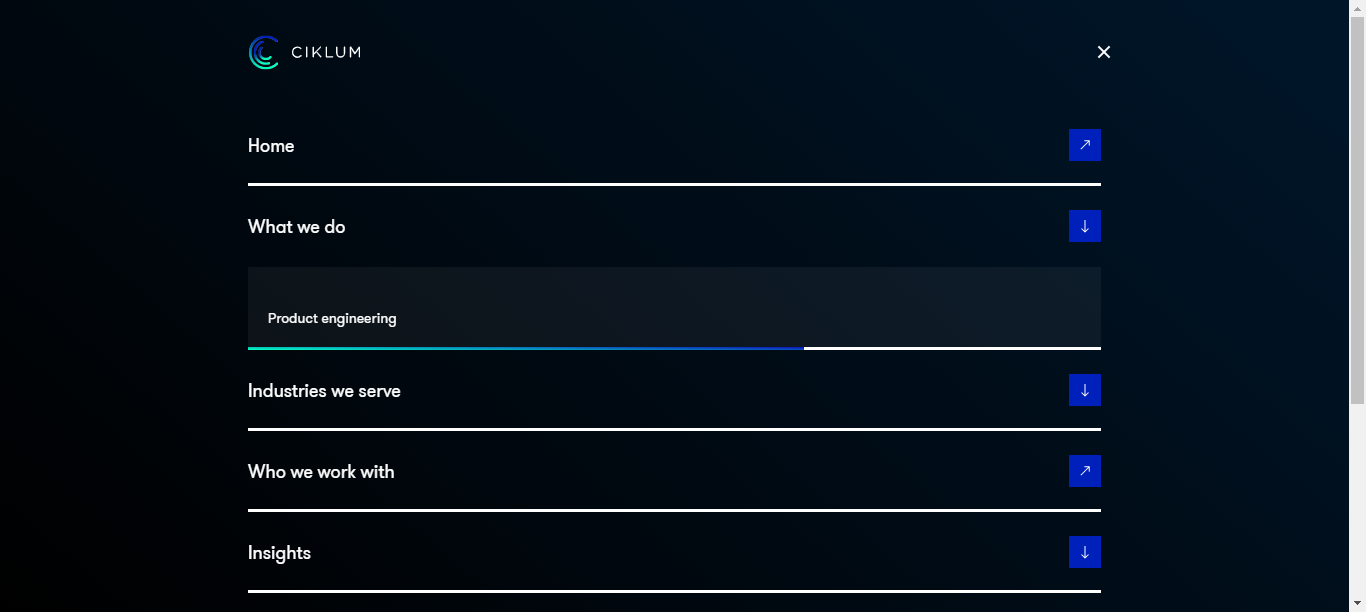 CIKLUM
Home
What we do
Product engineering
Industries we serve
Who we work with
Insights